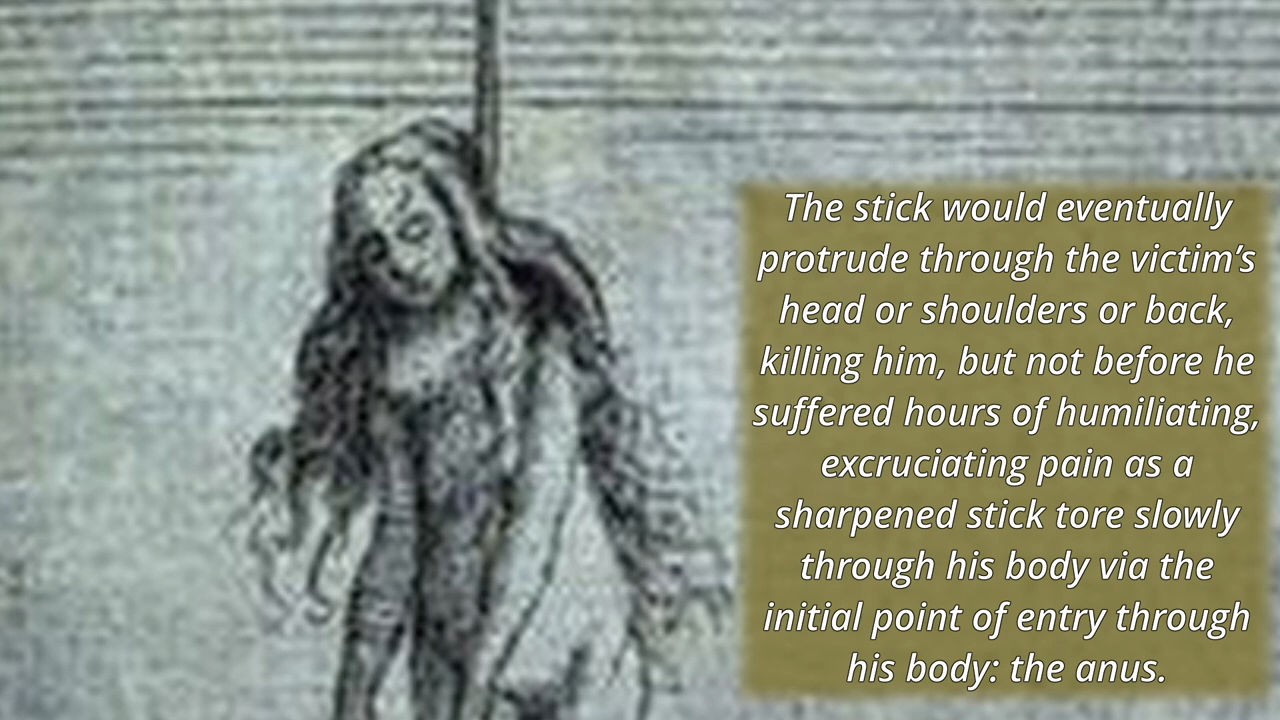 The stick would eventually
protrude through the victim’s
head or shoulders or back,
killing him, but not before he
suffered hours of humiliating,
excruciating pain as a
sharpened stick tore slowly
through his body via the
initial point of entry through
his body: the anus.